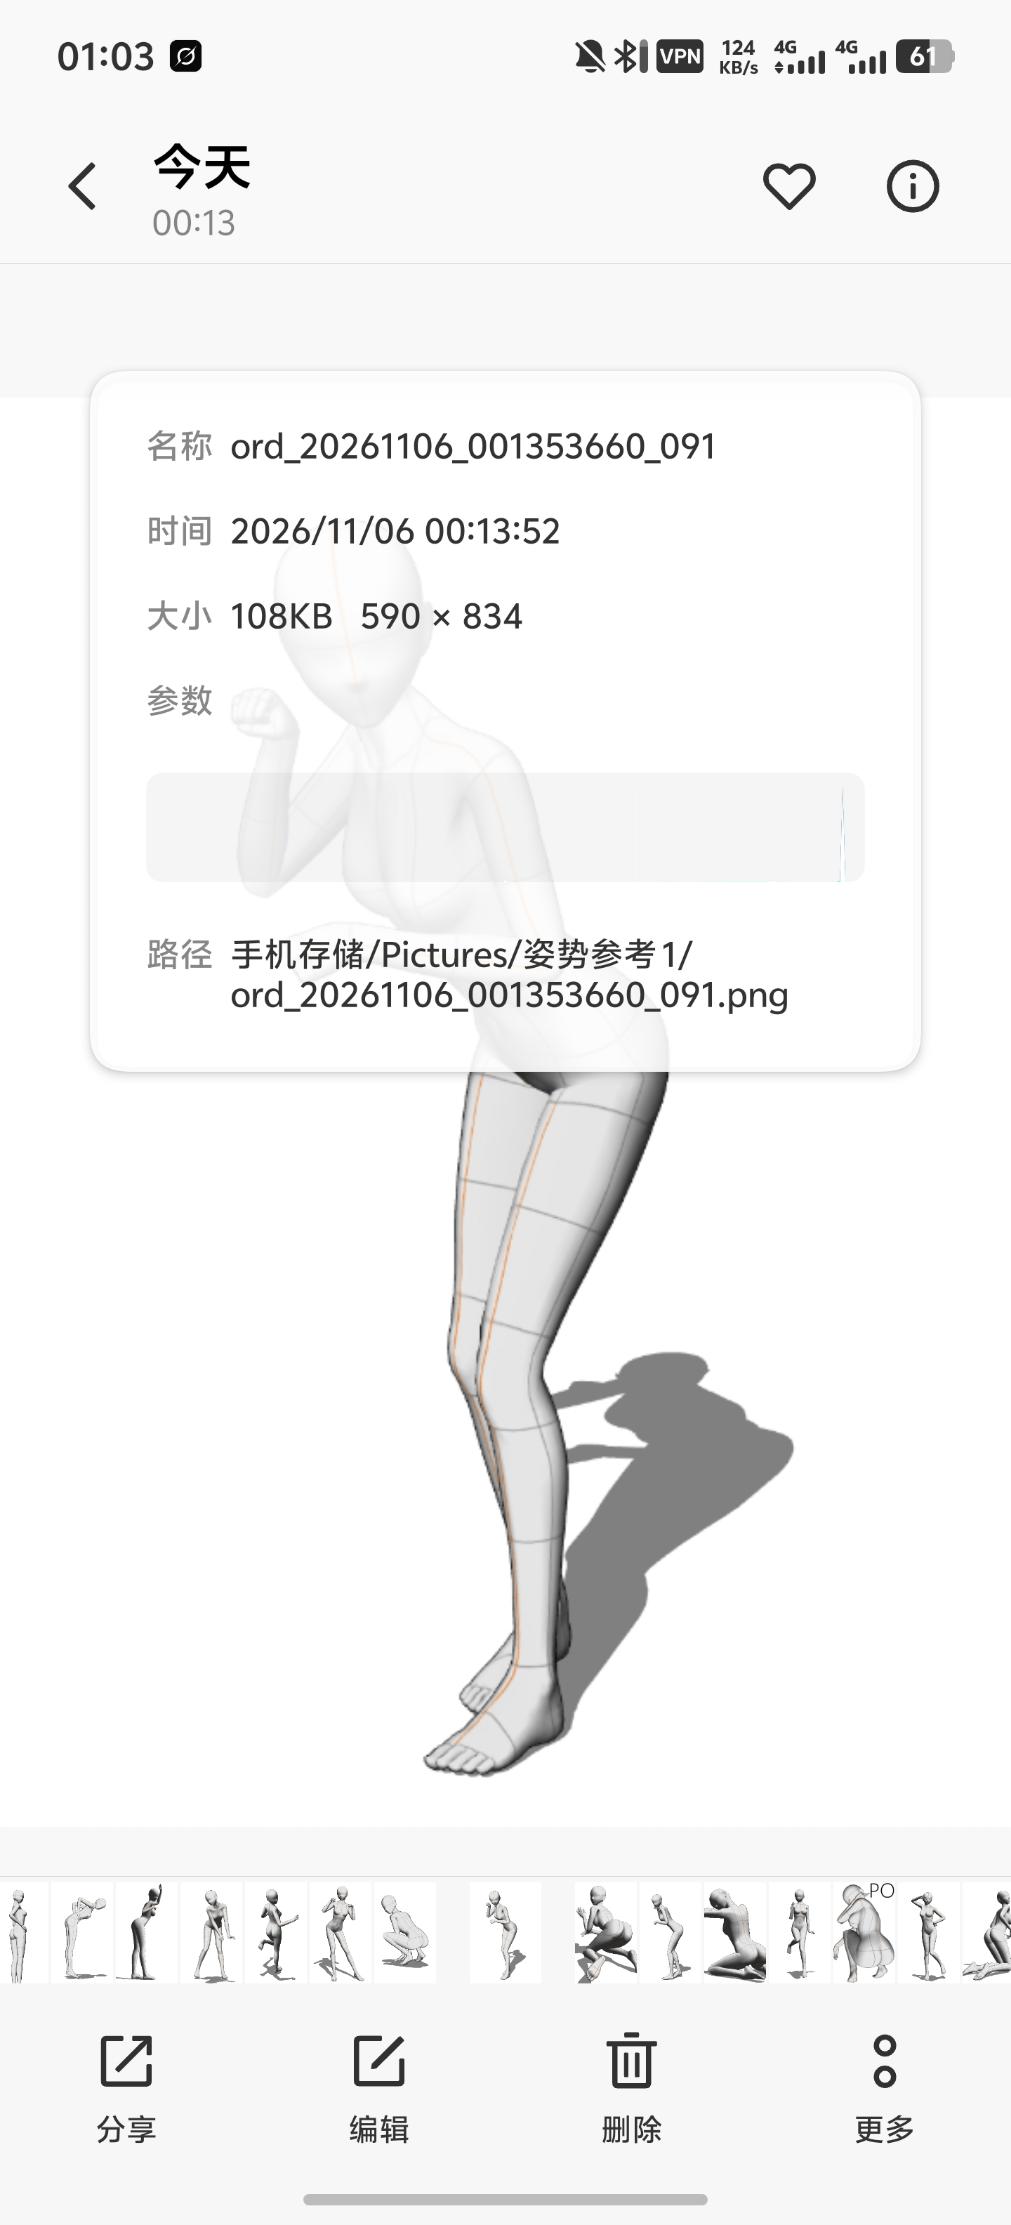 01:03 VPN 124 KB/s 4G 4G 61
今天
00:13
名称 ord_20261106_001353660_091
时间 2026/11/06 00:13:52
大小 108KB 590 × 834
参数
路径 手机存储/Pictures/姿势参考1/
ord_20261106_001353660_091.png
PO
分享 编辑 删除 更多